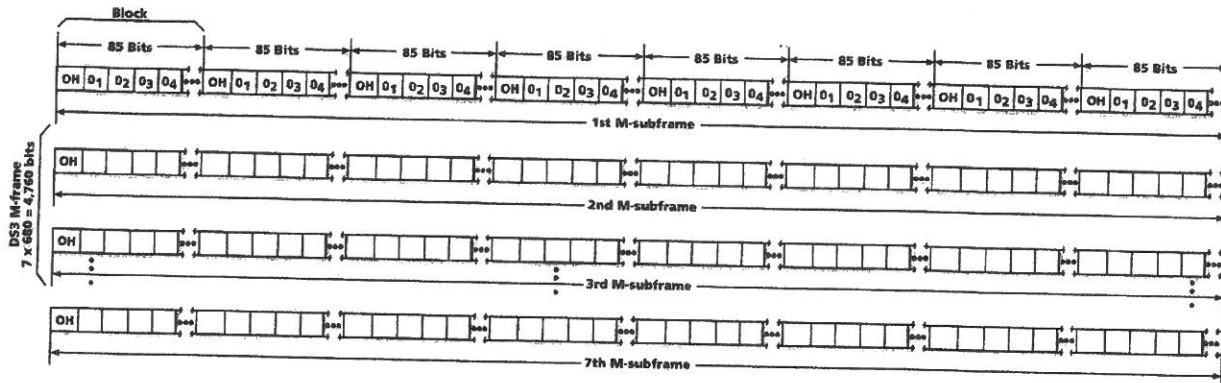 Block
85 Bits 85 Bits 85 Bits 85 Bits 85 Bits 85 Bits 85 Bits 85 Bits
OH 0₁ 0₂ 0₃ 0₄ ••• OH 0₁ 0₂ 0₃ 0₄ ••• OH 0₁ 0₂ 0₃ 0₄ ••• OH 0₁ 0₂ 0₃ 0₄ ••• OH 0₁ 0₂ 0₃ 0₄ ••• OH 0₁ 0₂ 0₃ 0₄ ••• OH 0₁ 0₂ 0₃ 0₄ ••• OH 0₁ 0₂ 0₃ 0₄ •••
1st M-subframe
DS3 M-frame
7 x 680 = 4,760 bits
OH
2nd M-subframe
OH
3rd M-subframe
OH
7th M-subframe